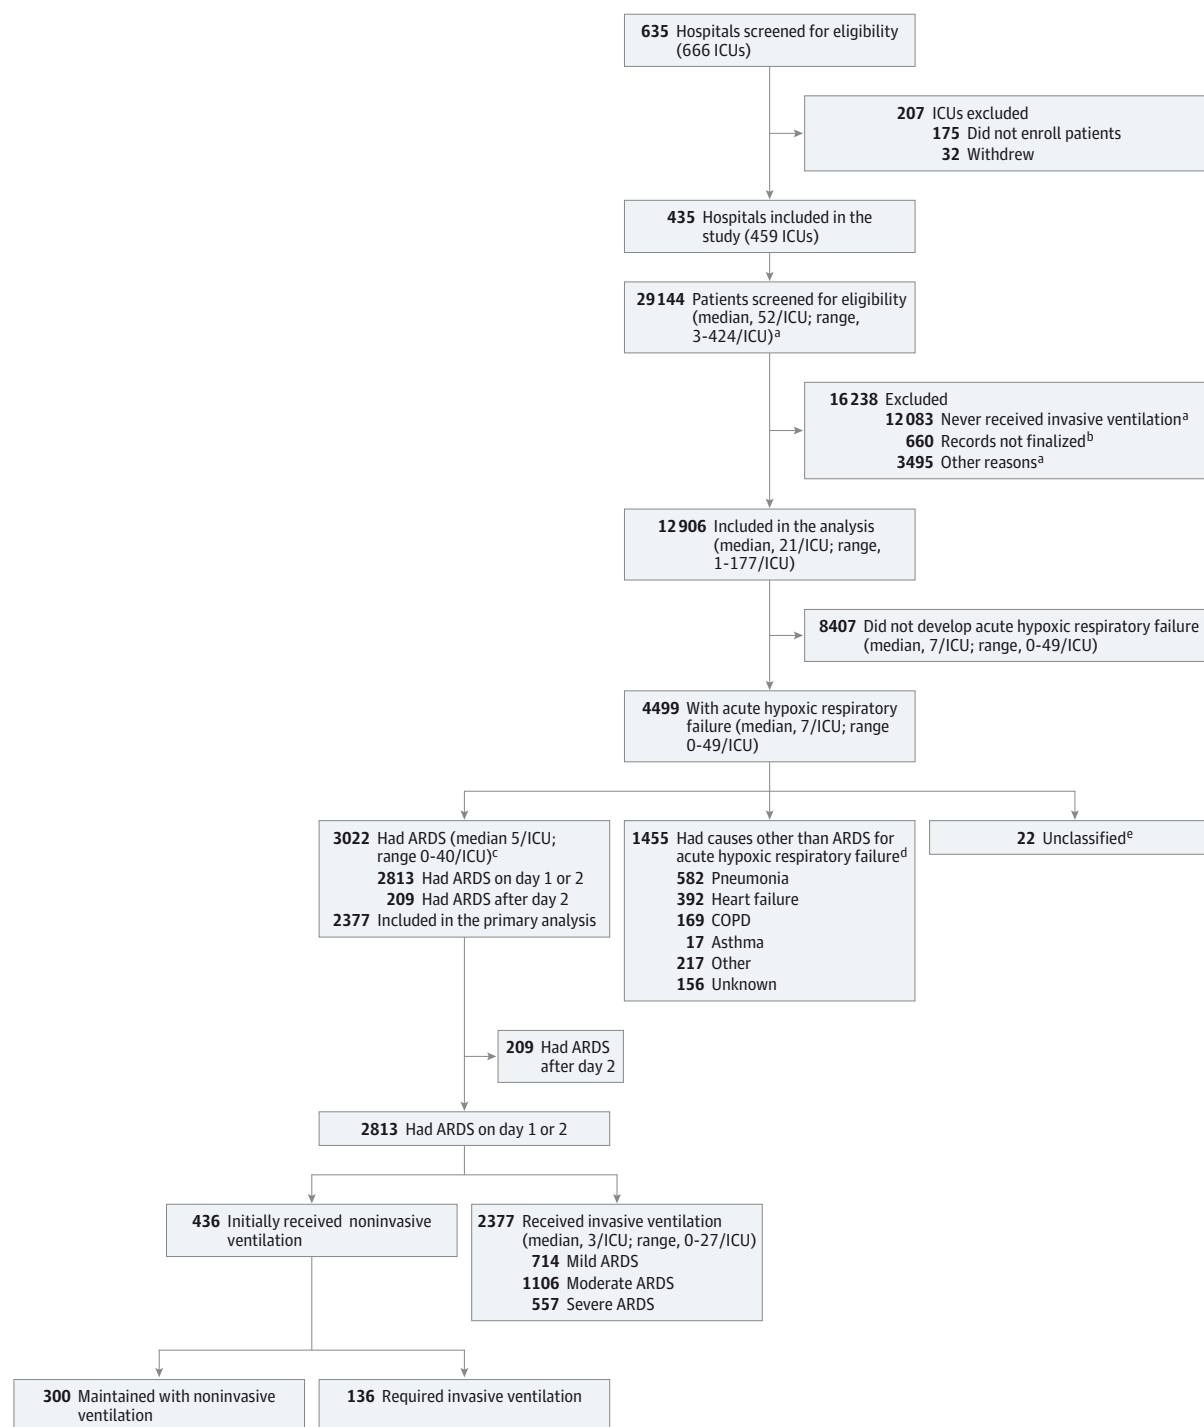 635 Hospitals screened for eligibility
(666 ICUs)
207 ICUs excluded
175 Did not enroll patients
32 Withdrew
435 Hospitals included in the
study (459 ICUs)
29144 Patients screened for eligibility
(median, 52/ICU; range,
3-424/ICU)a
16238 Excluded
12083 Never received invasive ventilationa
660 Records not finalizedb
3495 Other reasonsa
12906 Included in the analysis
(median, 21/ICU; range,
1-177/ICU)
8407 Did not develop acute hypoxic respiratory failure
(median, 7/ICU; range, 0-49/ICU)
4499 With acute hypoxic respiratory
failure (median, 7/ICU; range
0-49/ICU)
3022 Had ARDS (median 5/ICU;
range 0-40/ICU)c
2813 Had ARDS on day 1 or 2
209 Had ARDS after day 2
2377 Included in the primary analysis
1455 Had causes other than ARDS for
acute hypoxic respiratory failured
582 Pneumonia
392 Heart failure
169 COPD
17 Asthma
217 Other
156 Unknown
22 Unclassifiede
209 Had ARDS
after day 2
2813 Had ARDS on day 1 or 2
436 Initially received noninvasive
ventilation
2377 Received invasive ventilation
(median, 3/ICU; range, 0-27/ICU)
714 Mild ARDS
1106 Moderate ARDS
557 Severe ARDS
300 Maintained with noninvasive
ventilation
136 Required invasive ventilation